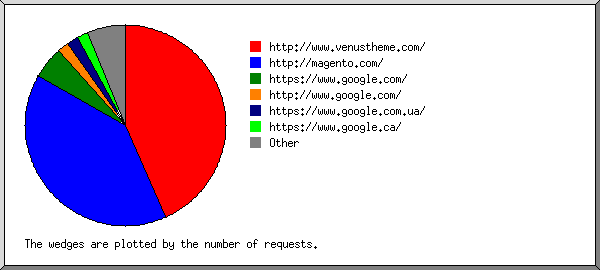 http://www.venustheme.com/
http://magento.com/
https://www.google.com/
http://www.google.com/
https://www.google.com.ua/
https://www.google.ca/
Other
The wedges are plotted by the number of requests.